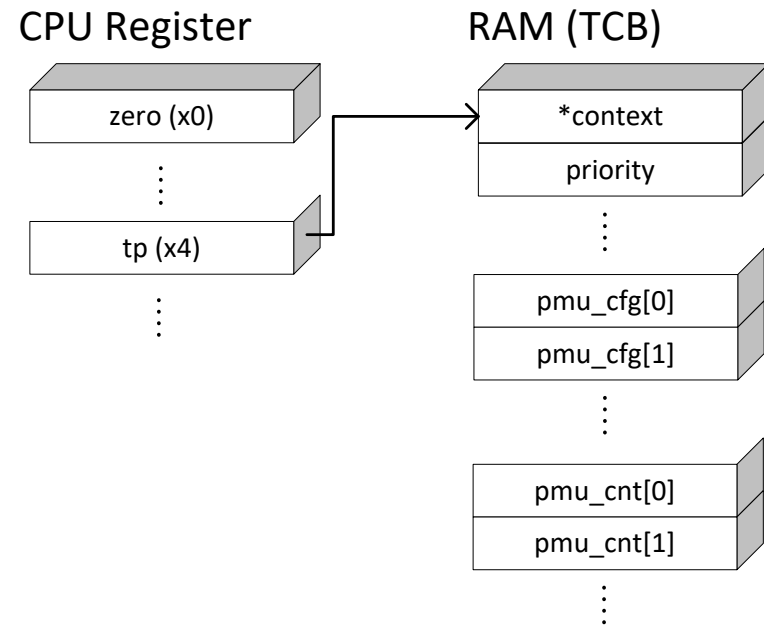 CPU Register
zero (x0)
tp (x4)
RAM (TCB)
*context
priority
pmu_cfg[0]
pmu_cfg[1]
pmu_cnt[0]
pmu_cnt[1]